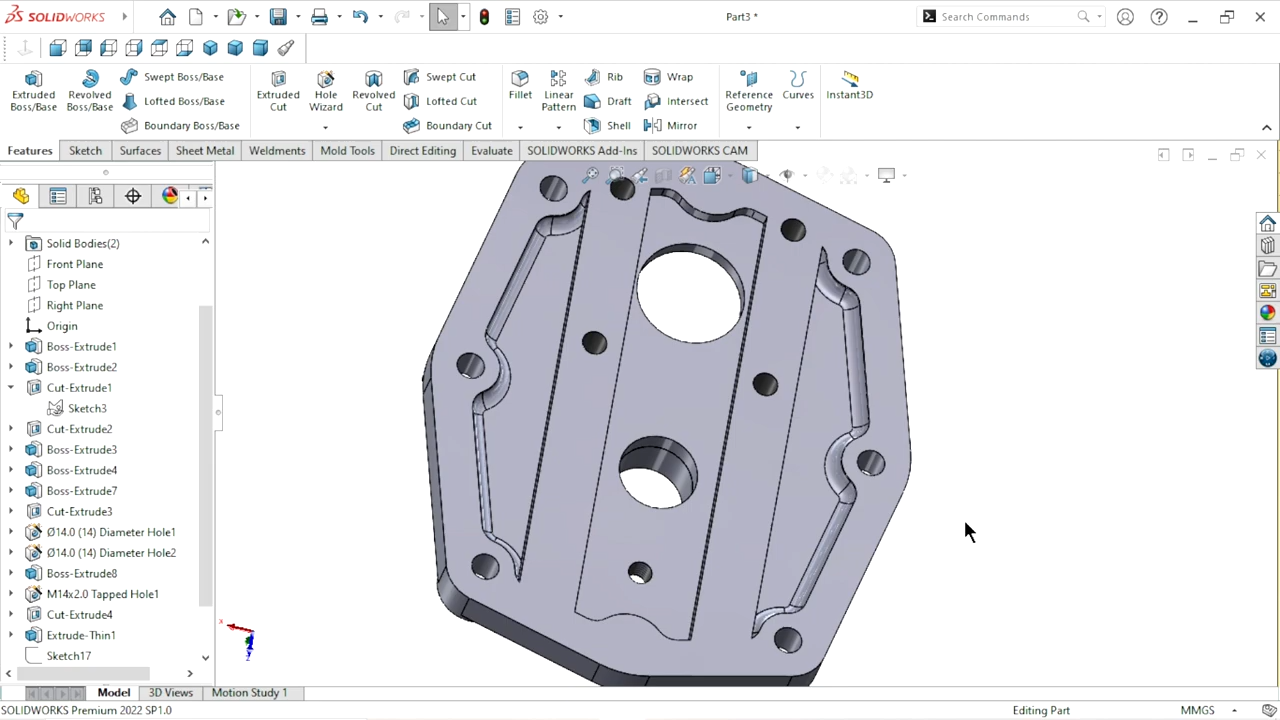 SOLIDWORKS
Part3 *
Search Commands
Extruded Boss/Base
Revolved Boss/Base
Swept Boss/Base
Lofted Boss/Base
Boundary Boss/Base
Extruded Cut
Hole Wizard
Revolved Cut
Swept Cut
Lofted Cut
Boundary Cut
Fillet
Linear Pattern
Rib
Draft
Shell
Wrap
Intersect
Mirror
Reference Geometry
Curves
Instant3D
Features Sketch Surfaces Sheet Metal Weldments Mold Tools Direct Editing Evaluate SOLIDWORKS Add-Ins SOLIDWORKS CAM
Solid Bodies(2)
Front Plane
Top Plane
Right Plane
Origin
Boss-Extrude1
Boss-Extrude2
Cut-Extrude1
Sketch3
Cut-Extrude2
Boss-Extrude3
Boss-Extrude4
Boss-Extrude7
Cut-Extrude3
Ø14.0 (14) Diameter Hole1
Ø14.0 (14) Diameter Hole2
Boss-Extrude8
M14x2.0 Tapped Hole1
Cut-Extrude4
Extrude-Thin1
Sketch17
x
z
Model 3D Views Motion Study 1
SOLIDWORKS Premium 2022 SP1.0
Editing Part
MMGS